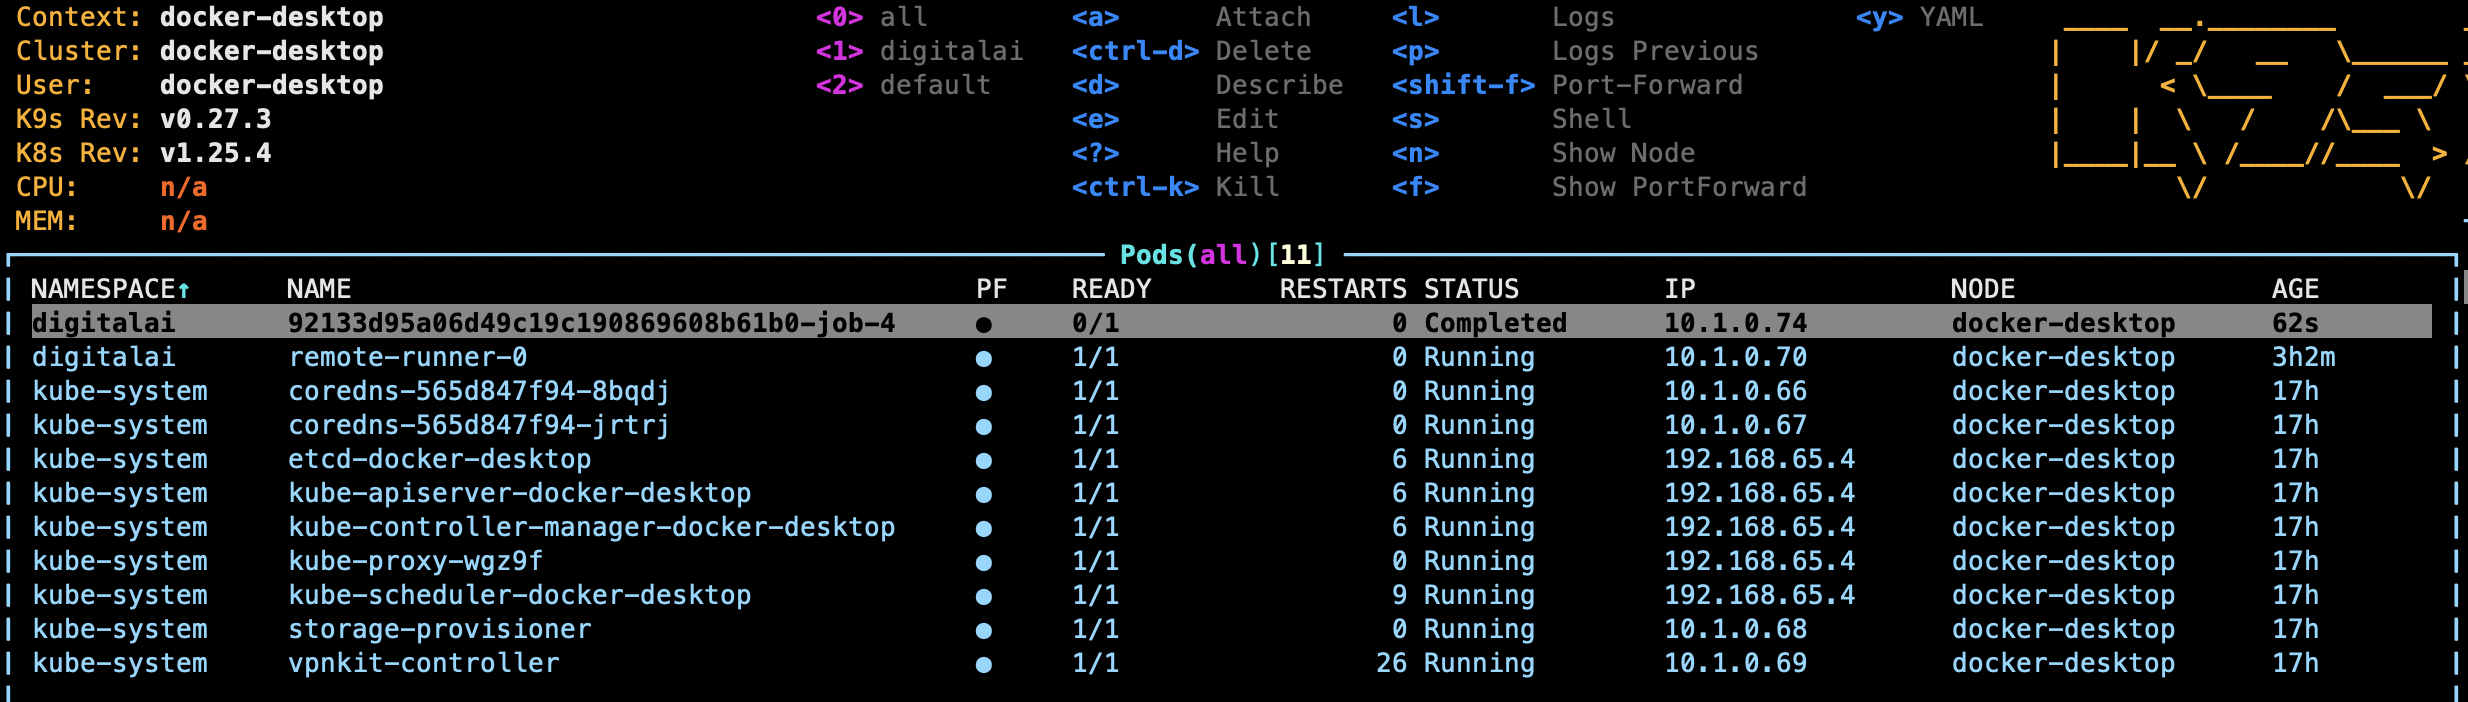 Context: docker-desktop <0> all <a> Attach <l> Logs <y> YAML
Cluster: docker-desktop <1> digitalai <ctrl-d> Delete <p> Logs Previous
User: docker-desktop <2> default <d> Describe <shift-f> Port-Forward
K9s Rev: v0.27.3 <e> Edit <s> Shell
K8s Rev: v1.25.4 <?> Help <n> Show Node
CPU: n/a <ctrl-k> Kill <f> Show PortForward
MEM: n/a
Pods(all)[11]
NAMESPACE↑ NAME PF READY RESTARTS STATUS IP NODE AGE
digitalai 92133d95a06d49c19c190869608b61b0-job-4 ● 0/1 0 Completed 10.1.0.74 docker-desktop 62s
digitalai remote-runner-0 ● 1/1 0 Running 10.1.0.70 docker-desktop 3h2m
kube-system coredns-565d847f94-8bqdj ● 1/1 0 Running 10.1.0.66 docker-desktop 17h
kube-system coredns-565d847f94-jrtrj ● 1/1 0 Running 10.1.0.67 docker-desktop 17h
kube-system etcd-docker-desktop ● 1/1 6 Running 192.168.65.4 docker-desktop 17h
kube-system kube-apiserver-docker-desktop ● 1/1 6 Running 192.168.65.4 docker-desktop 17h
kube-system kube-controller-manager-docker-desktop ● 1/1 6 Running 192.168.65.4 docker-desktop 17h
kube-system kube-proxy-wgz9f ● 1/1 0 Running 192.168.65.4 docker-desktop 17h
kube-system kube-scheduler-docker-desktop ● 1/1 9 Running 192.168.65.4 docker-desktop 17h
kube-system storage-provisioner ● 1/1 0 Running 10.1.0.68 docker-desktop 17h
kube-system vpnkit-controller ● 1/1 26 Running 10.1.0.69 docker-desktop 17h